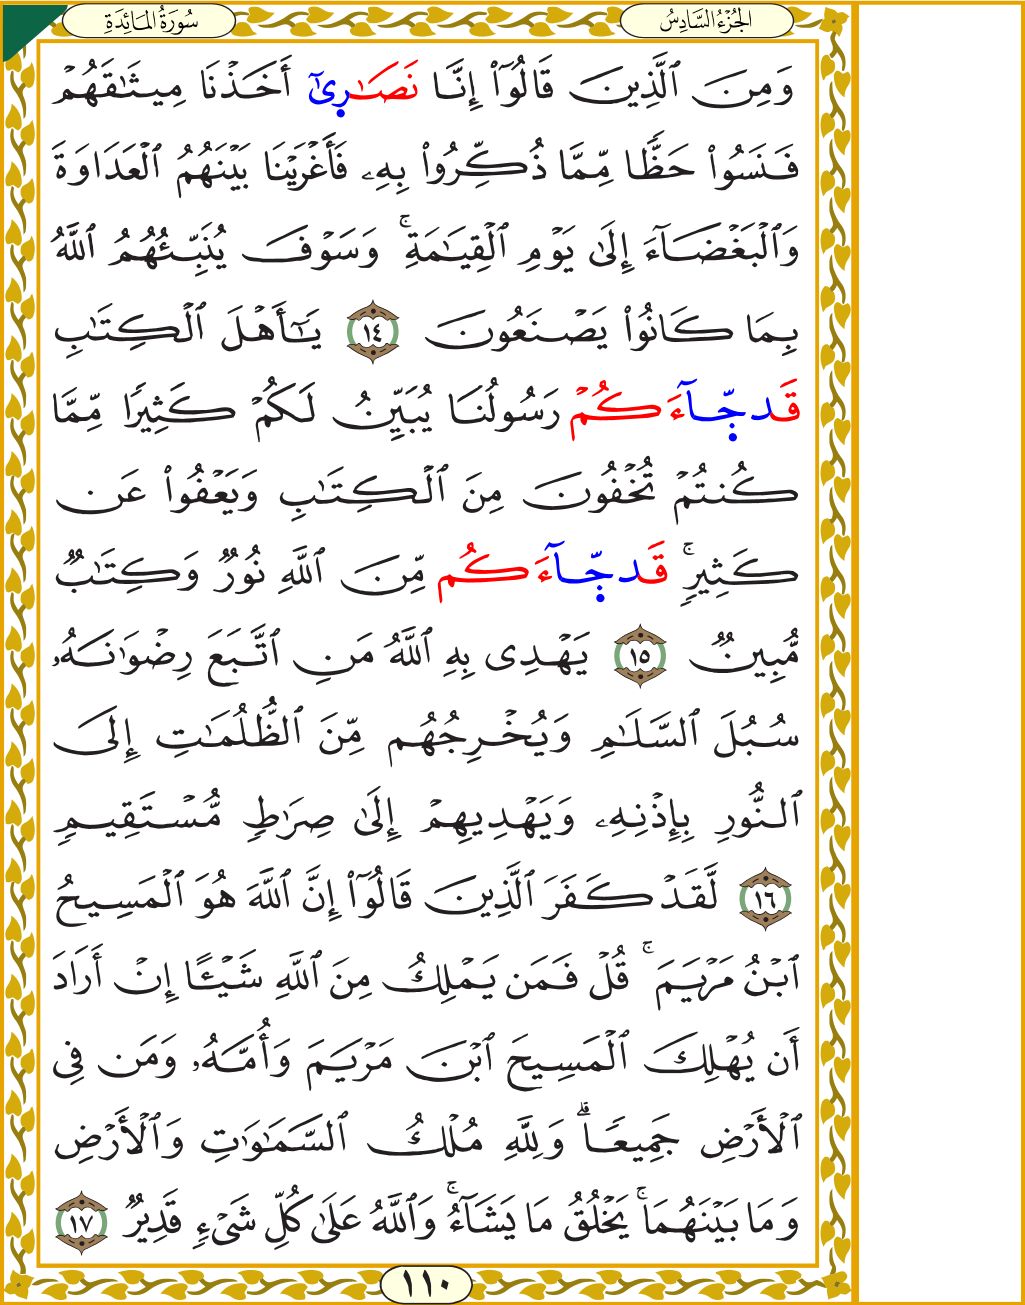 الجُزْءُ السَّادِسُ
سُورَةُ المَائِدَةِ
وَمِنَ ٱلَّذِينَ قَالُوٓا۟ إِنَّا نَصَـٰرِىٰٓ أَخَذْنَا مِيثَـٰقَهُمْ
فَنَسُوا۟ حَظًّا مِّمَّا ذُكِّرُوا۟ بِهِۦ فَأَغْرَيْنَا بَيْنَهُمُ ٱلْعَدَاوَةَ
وَٱلْبَغْضَآءَ إِلَىٰ يَوْمِ ٱلْقِيَـٰمَةِ ۚ وَسَوْفَ يُنَبِّئُهُمُ ٱللَّهُ
بِمَا كَانُوا۟ يَصْنَعُونَ ١٤ يَـٰٓأَهْلَ ٱلْكِتَـٰبِ
قَد جِّآءَكُمْ رَسُولُنَا يُبَيِّنُ لَكُمْ كَثِيرًا مِّمَّا
كُنتُمْ تُخْفُونَ مِنَ ٱلْكِتَـٰبِ وَيَعْفُوا۟ عَن
كَثِيرٍ ۚ قَد جِّآءَكُم مِّنَ ٱللَّهِ نُورٌ وَكِتَـٰبٌ
مُّبِينٌ ١٥ يَهْدِى بِهِ ٱللَّهُ مَنِ ٱتَّبَعَ رِضْوَٰنَهُۥ
سُبُلَ ٱلسَّلَـٰمِ وَيُخْرِجُهُم مِّنَ ٱلظُّلُمَـٰتِ إِلَى
ٱلنُّورِ بِإِذْنِهِۦ وَيَهْدِيهِمْ إِلَىٰ صِرَٰطٍ مُّسْتَقِيمٍ
١٦ لَّقَدْ كَفَرَ ٱلَّذِينَ قَالُوٓا۟ إِنَّ ٱللَّهَ هُوَ ٱلْمَسِيحُ
ٱبْنُ مَرْيَمَ ۚ قُلْ فَمَن يَمْلِكُ مِنَ ٱللَّهِ شَيْـًٔا إِنْ أَرَادَ
أَن يُهْلِكَ ٱلْمَسِيحَ ٱبْنَ مَرْيَمَ وَأُمَّهُۥ وَمَن فِى
ٱلْأَرْضِ جَمِيعًا ۗ وَلِلَّهِ مُلْكُ ٱلسَّمَـٰوَٰتِ وَٱلْأَرْضِ
وَمَا بَيْنَهُمَا ۚ يَخْلُقُ مَا يَشَآءُ ۚ وَٱللَّهُ عَلَىٰ كُلِّ شَىْءٍ قَدِيرٌ ١٧
١١٠